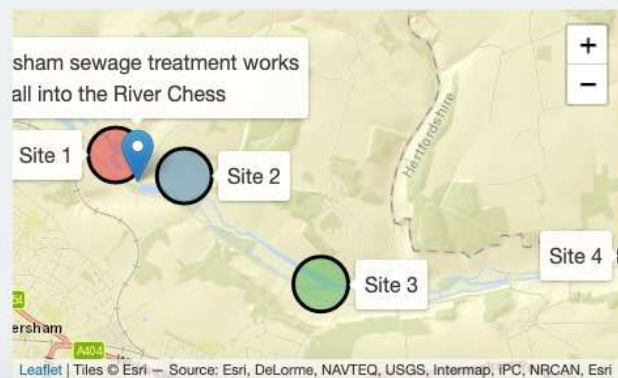 sham sewage treatment works
all into the River Chess
+
−
Site 1
Site 2
Hertfordshire
Site 4
Site 3
54
ersham
A404
Leaflet | Tiles © Esri — Source: Esri, DeLorme, NAVTEQ, USGS, Intermap, iPC, NRCAN, Esri